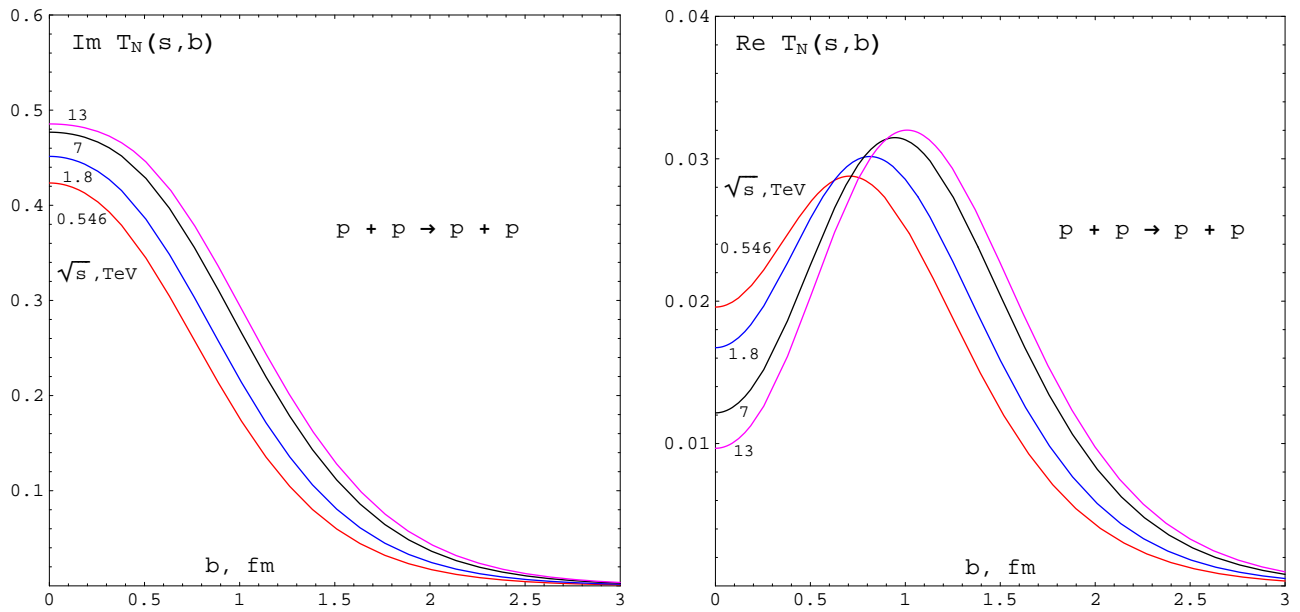 0.6
Im T_N(s,b)
0.5
13
7
1.8
0.4
0.546
p + p → p + p
√s,TeV
0.3
0.2
0.1
b, fm
0 0.5 1 1.5 2 2.5 3
0.04
Re T_N(s,b)
0.03
√s,TeV
0.546
p + p → p + p
0.02
1.8
7
0.01
13
b, fm
0 0.5 1 1.5 2 2.5 3